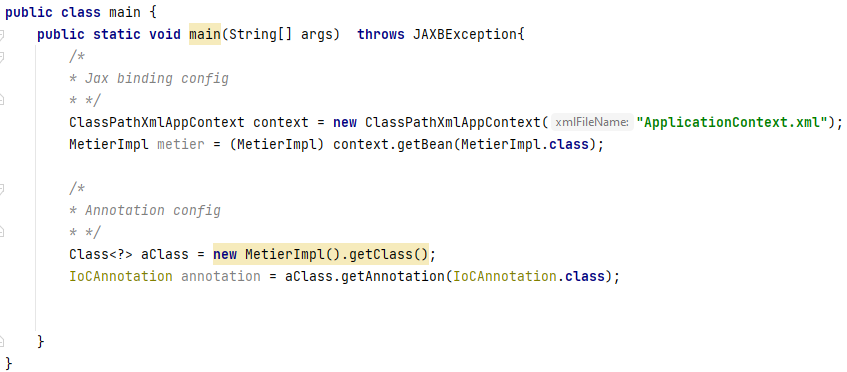 public class main {
public static void main(String[] args)  throws JAXBException{
/*
* Jax binding config
* */
ClassPathXmlAppContext context = new ClassPathXmlAppContext( xmlFileName: "ApplicationContext.xml");
MetierImpl metier = (MetierImpl) context.getBean(MetierImpl.class);
/*
* Annotation config
* */
Class<?> aClass = new MetierImpl().getClass();
IoCAnnotation annotation = aClass.getAnnotation(IoCAnnotation.class);
}
}